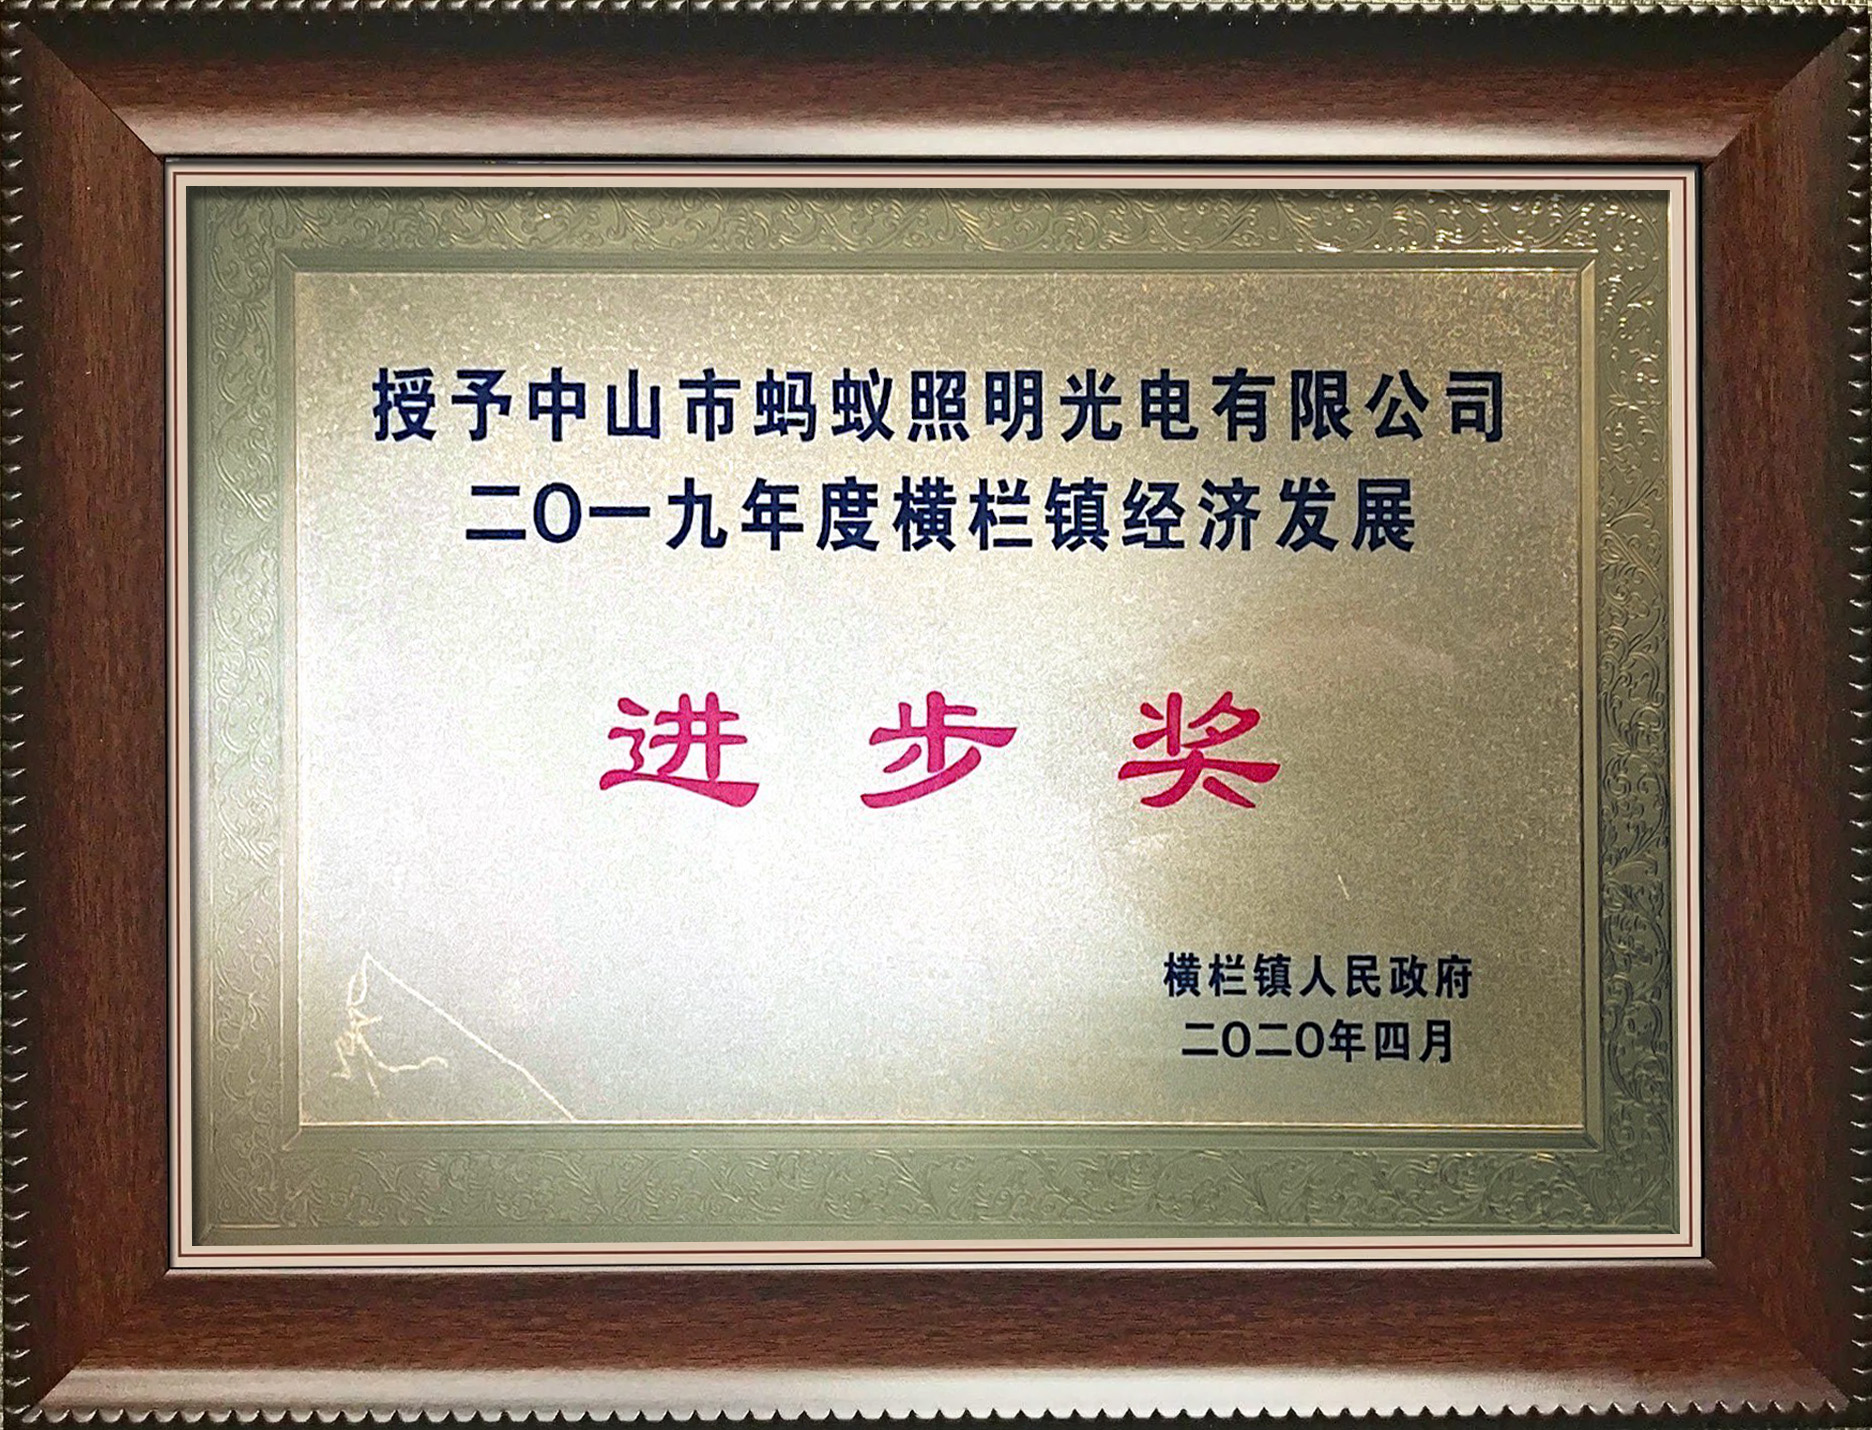 授予中山市蚂蚁照明光电有限公司
二〇一九年度横栏镇经济发展
进步奖
横栏镇人民政府
二〇二〇年四月